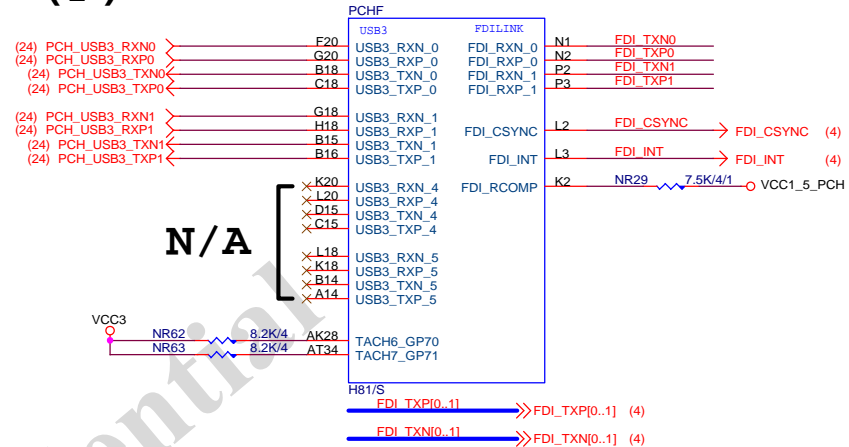 PCHF
USB3 FDILINK
(24) PCH_USB3_RXN0 F20 USB3_RXN_0 FDI_RXN_0 N1 FDI_TXN0
(24) PCH_USB3_RXP0 G20 USB3_RXP_0 FDI_RXP_0 N2 FDI_TXP0
(24) PCH_USB3_TXN0 B18 USB3_TXN_0 FDI_RXN_1 P2 FDI_TXN1
(24) PCH_USB3_TXP0 C18 USB3_TXP_0 FDI_RXP_1 P3 FDI_TXP1
(24) PCH_USB3_RXN1 G18 USB3_RXN_1
(24) PCH_USB3_RXP1 H18 USB3_RXP_1 FDI_CSYNC L2 FDI_CSYNC FDI_CSYNC (4)
(24) PCH_USB3_TXN1 B15 USB3_TXN_1
(24) PCH_USB3_TXP1 B16 USB3_TXP_1 FDI_INT L3 FDI_INT FDI_INT (4)
K20 USB3_RXN_4 FDI_RCOMP K2 NR29 7.5K/4/1 VCC1_5_PCH
L20 USB3_RXP_4
D15 USB3_TXN_4
C15 USB3_TXP_4
N/A
L18 USB3_RXN_5
K18 USB3_RXP_5
B14 USB3_TXN_5
A14 USB3_TXP_5
VCC3
NR62 8.2K/4 AK28 TACH6_GP70
NR63 8.2K/4 AT34 TACH7_GP71
H81/S
FDI_TXP[0..1] FDI_TXP[0..1] (4)
FDI_TXN[0..1] FDI_TXN[0..1] (4)